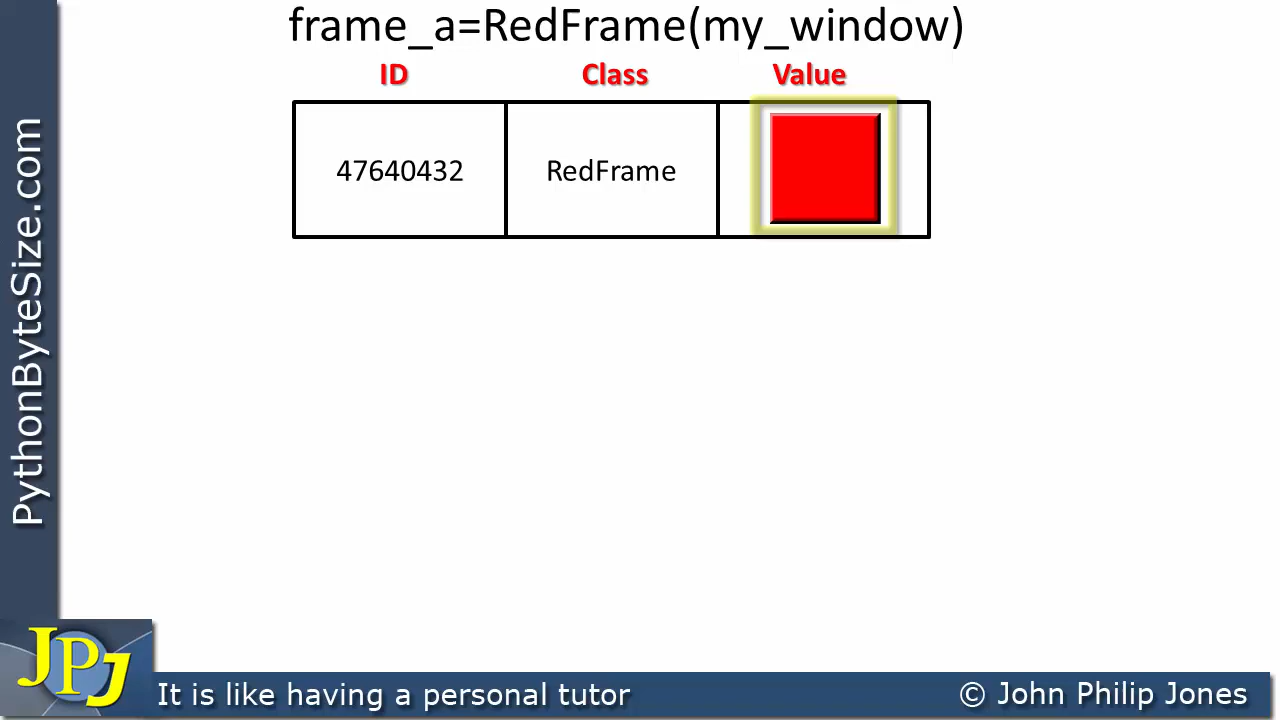 frame_a=RedFrame(my_window)
ID Class Value
47640432 RedFrame
PythonByteSize.com
JPJ
It is like having a personal tutor
© John Philip Jones